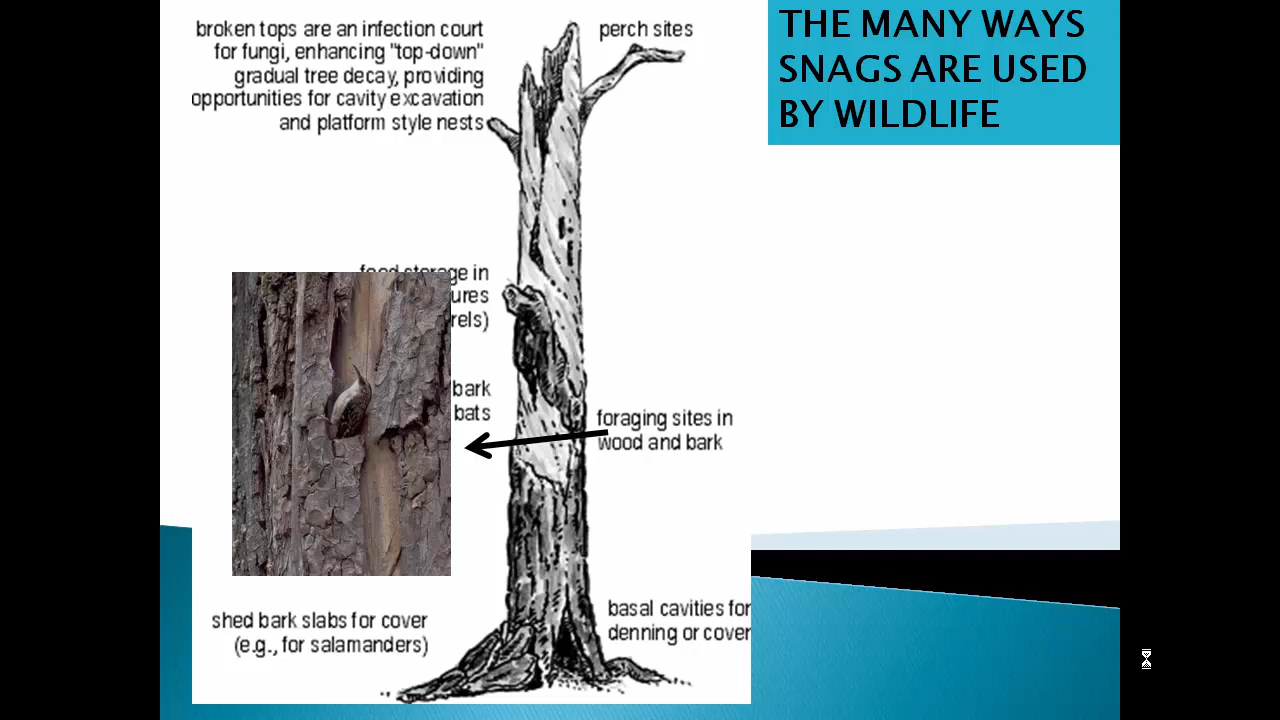 THE MANY WAYS
SNAGS ARE USED
BY WILDLIFE
broken tops are an infection court
for fungi, enhancing "top-down"
gradual tree decay, providing
opportunities for cavity excavation
and platform style nests
perch sites
food storage in
bark
bats
foraging sites in
wood and bark
shed bark slabs for cover
(e.g., for salamanders)
basal cavities for
denning or cover